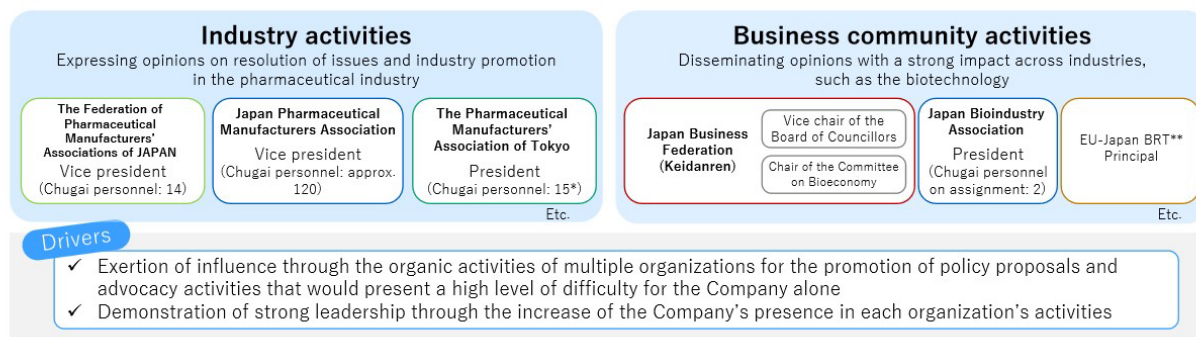 Industry activities
Expressing opinions on resolution of issues and industry promotion
in the pharmaceutical industry
The Federation of
Pharmaceutical
Manufacturers'
Associations of JAPAN
Vice president
(Chugai personnel: 14)
Japan Pharmaceutical
Manufacturers Association
Vice president
(Chugai personnel: approx.
120)
The Pharmaceutical
Manufacturers'
Association of Tokyo
President
(Chugai personnel: 15*)
Etc.
Business community activities
Disseminating opinions with a strong impact across industries,
such as the biotechnology
Japan Business
Federation
(Keidanren)
Vice chair of the
Board of Councillors
Chair of the Committee
on Bioeconomy
Japan Bioindustry
Association
President
(Chugai personnel
on assignment: 2)
EU-Japan BRT**
Principal
Etc.
Drivers
✓ Exertion of influence through the organic activities of multiple organizations for the promotion of policy proposals and
advocacy activities that would present a high level of difficulty for the Company alone
✓ Demonstration of strong leadership through the increase of the Company's presence in each organization's activities